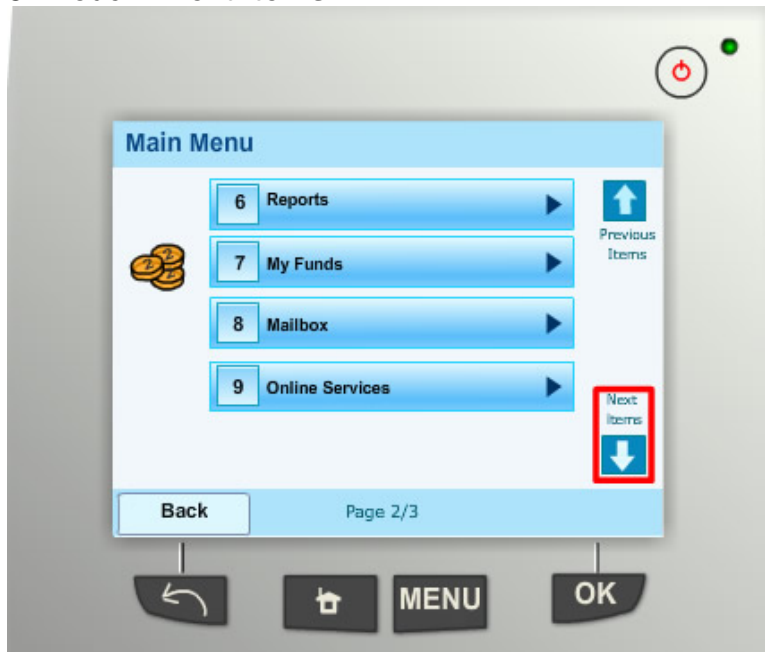 Main Menu
6 Reports
7 My Funds
8 Mailbox
9 Online Services
Previous
Items
Next
Items
Back
Page 2/3
MENU
OK